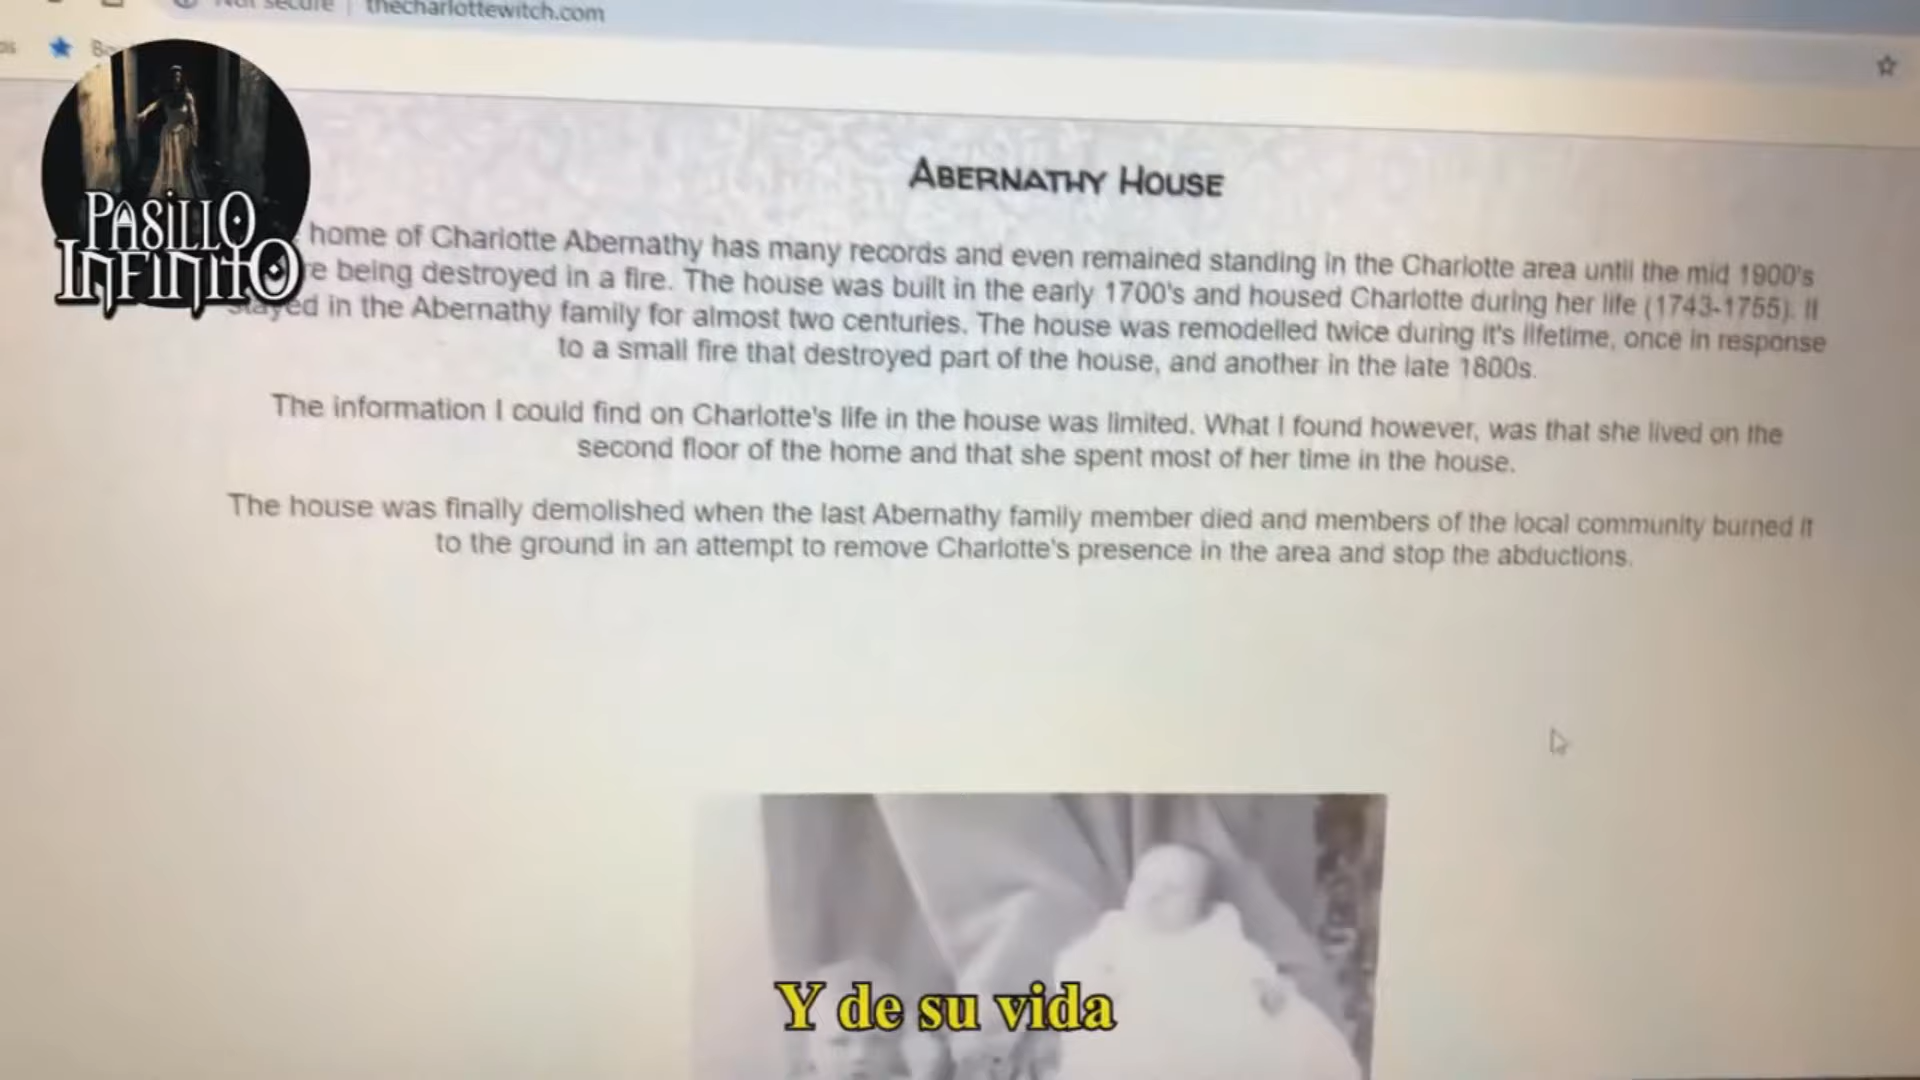 Not secure | thecharlottewitch.com
ABERNATHY HOUSE
home of Charlotte Abernathy has many records and even remained standing in the Charlotte area until the mid 1900's
re being destroyed in a fire. The house was built in the early 1700's and housed Charlotte during her life (1743-1755). It
stayed in the Abernathy family for almost two centuries. The house was remodelled twice during it's lifetime, once in response
to a small fire that destroyed part of the house, and another in the late 1800s.
The information I could find on Charlotte's life in the house was limited. What I found however, was that she lived on the
second floor of the home and that she spent most of her time in the house.
The house was finally demolished when the last Abernathy family member died and members of the local community burned it
to the ground in an attempt to remove Charlotte's presence in the area and stop the abductions.
PASILLO
INFINITO
Y de su vida